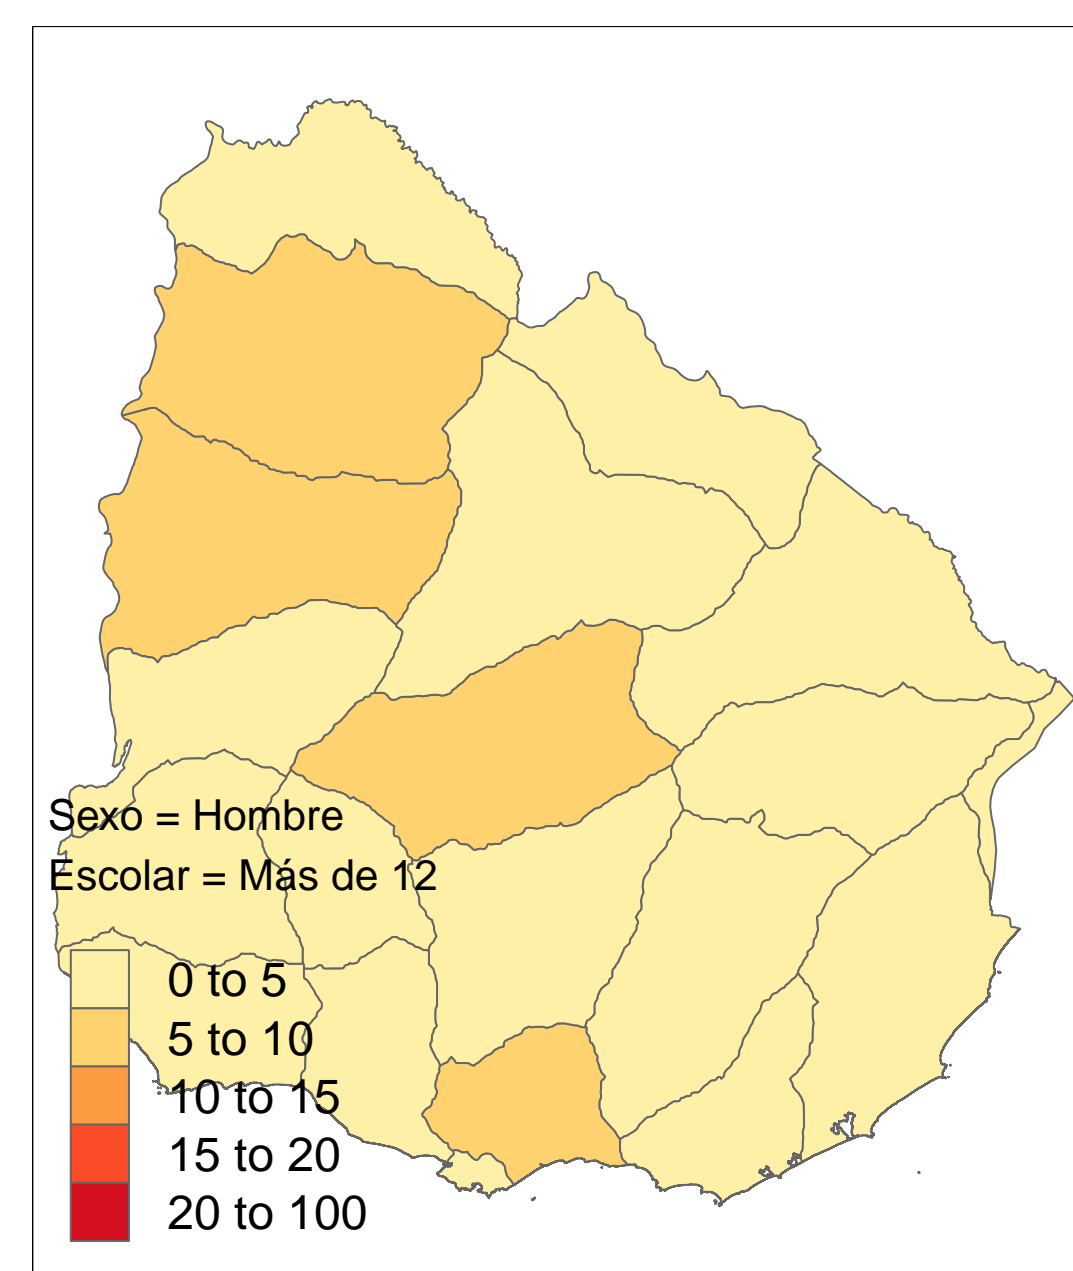 Sexo = Hombre
Escolar = Más de 12
0 to 5
5 to 10
10 to 15
15 to 20
20 to 100